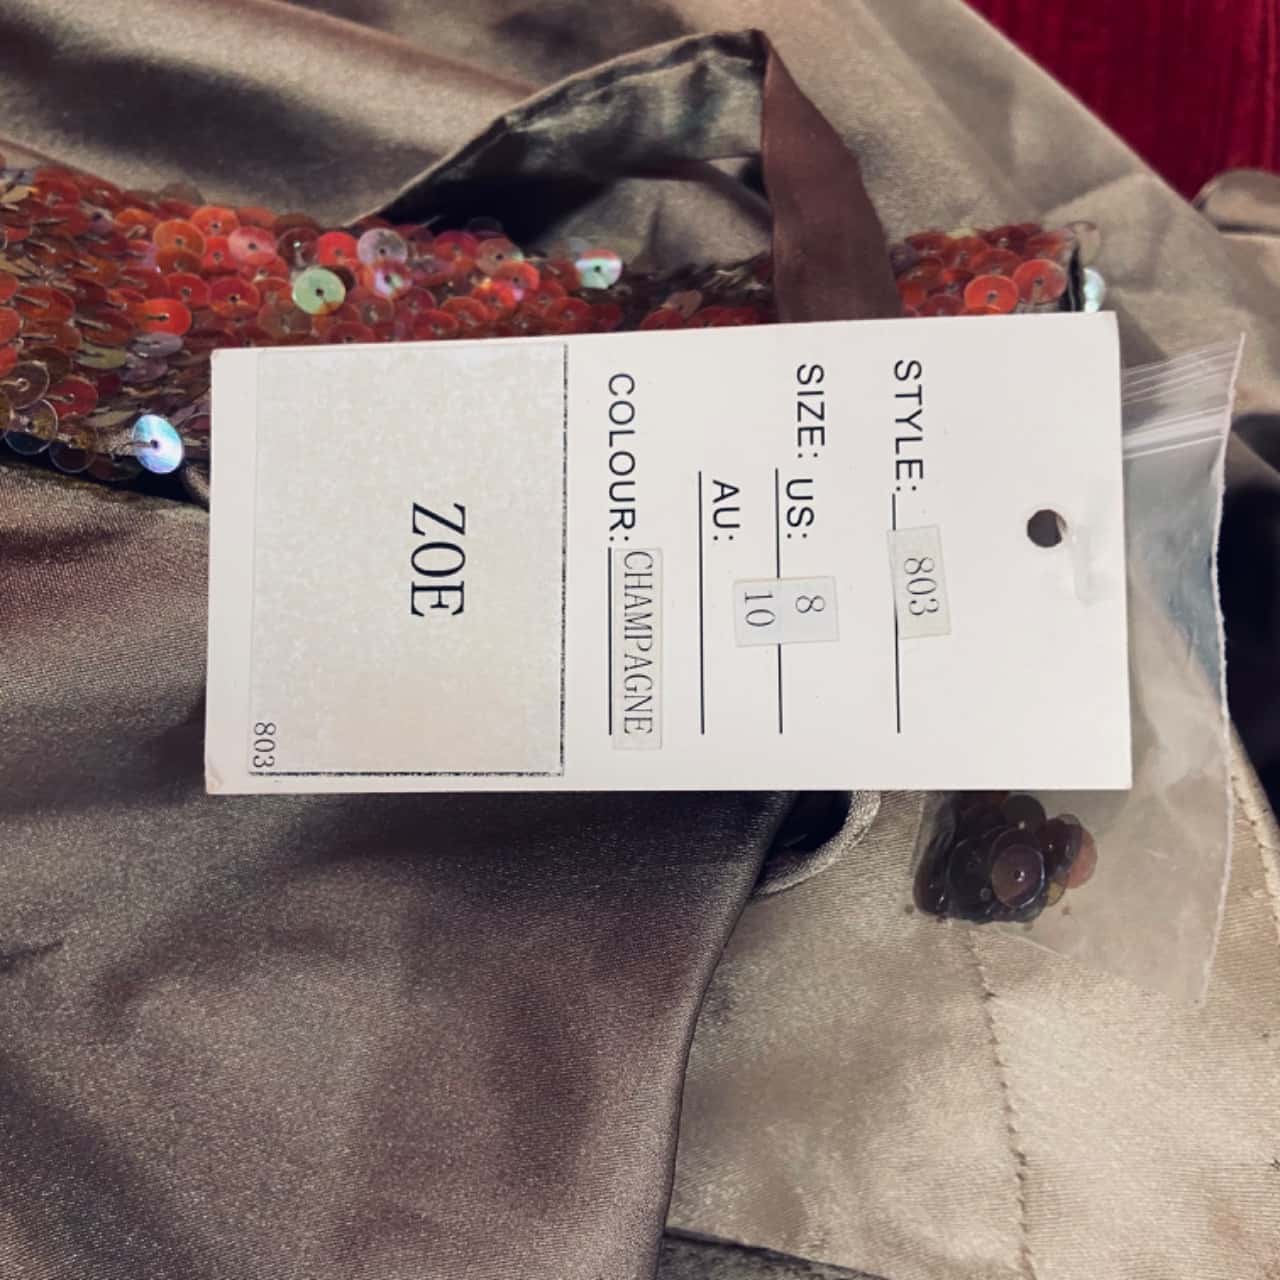 STYLE: 803
SIZE: US: 8
AU: 10
COLOUR: CHAMPAGNE
ZOE
803